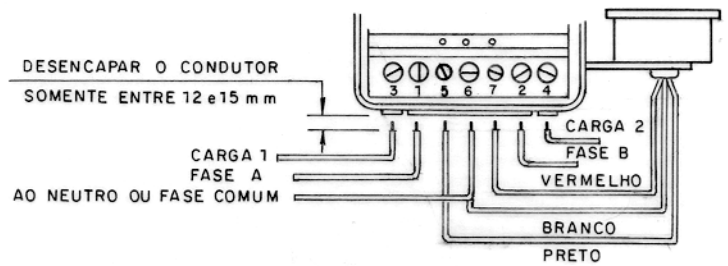 DESENCAPAR O CONDUTOR
SOMENTE ENTRE 12 e 15 mm
3 1 5 6 7 2 4
CARGA 2
CARGA 1
FASE B
FASE A
VERMELHO
AO NEUTRO OU FASE COMUM
BRANCO
PRETO